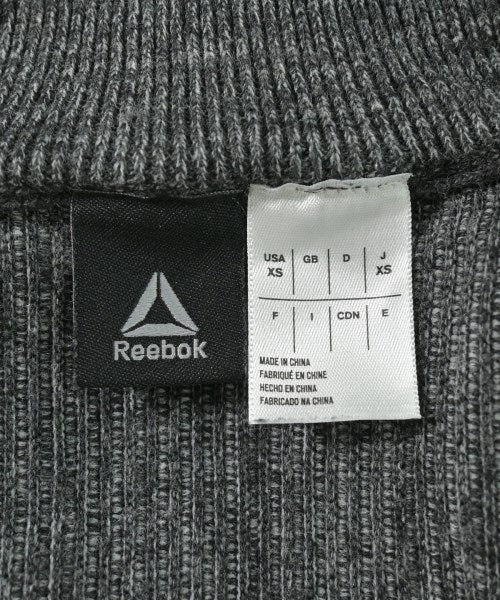 Reebok
USA GB D J
XS XS
F I CDN E
MADE IN CHINA
FABRIQUÉ EN CHINE
HECHO EN CHINA
FABRICADO NA CHINA